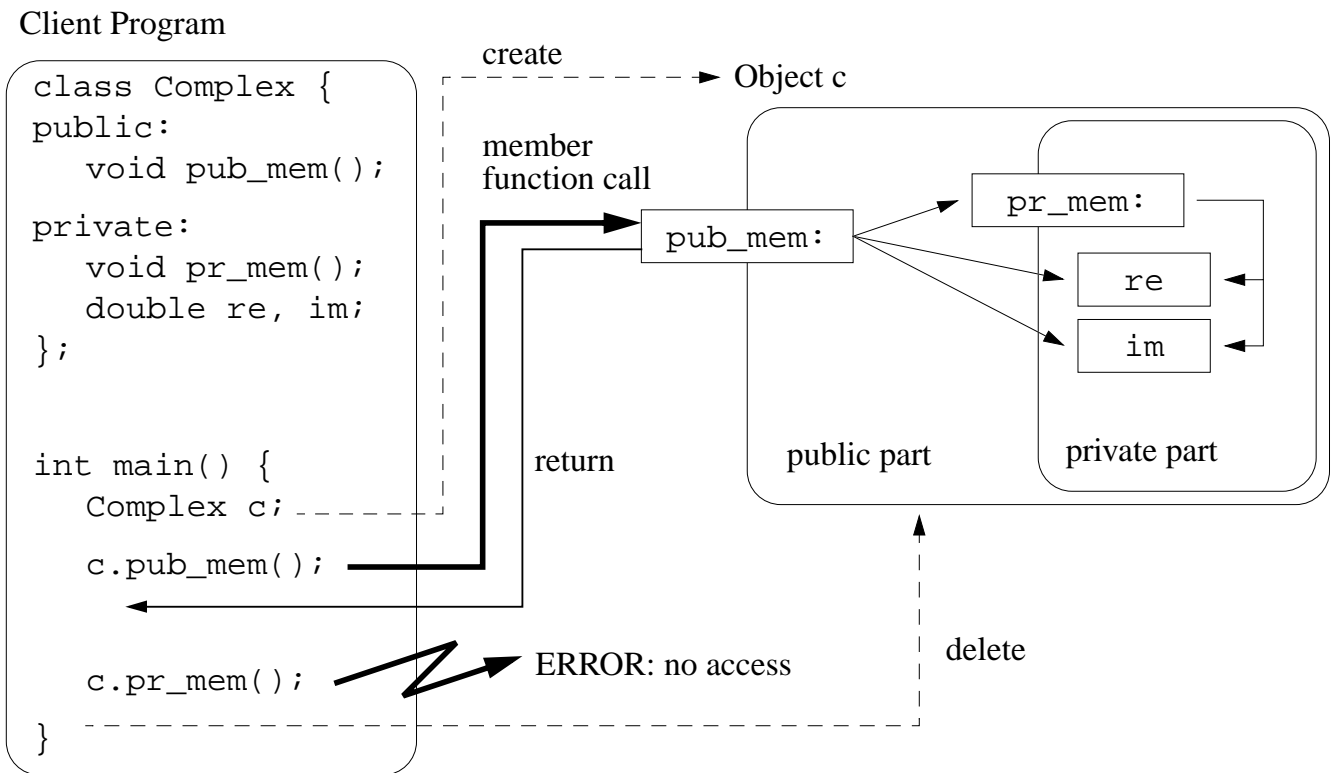 Client Program
class Complex {
public:
void pub_mem();
private:
void pr_mem();
double re, im;
};
int main() {
Complex c;
c.pub_mem();
c.pr_mem();
}
create
Object c
member
function call
pub_mem:
pr_mem:
re
im
return
public part
private part
ERROR: no access
delete